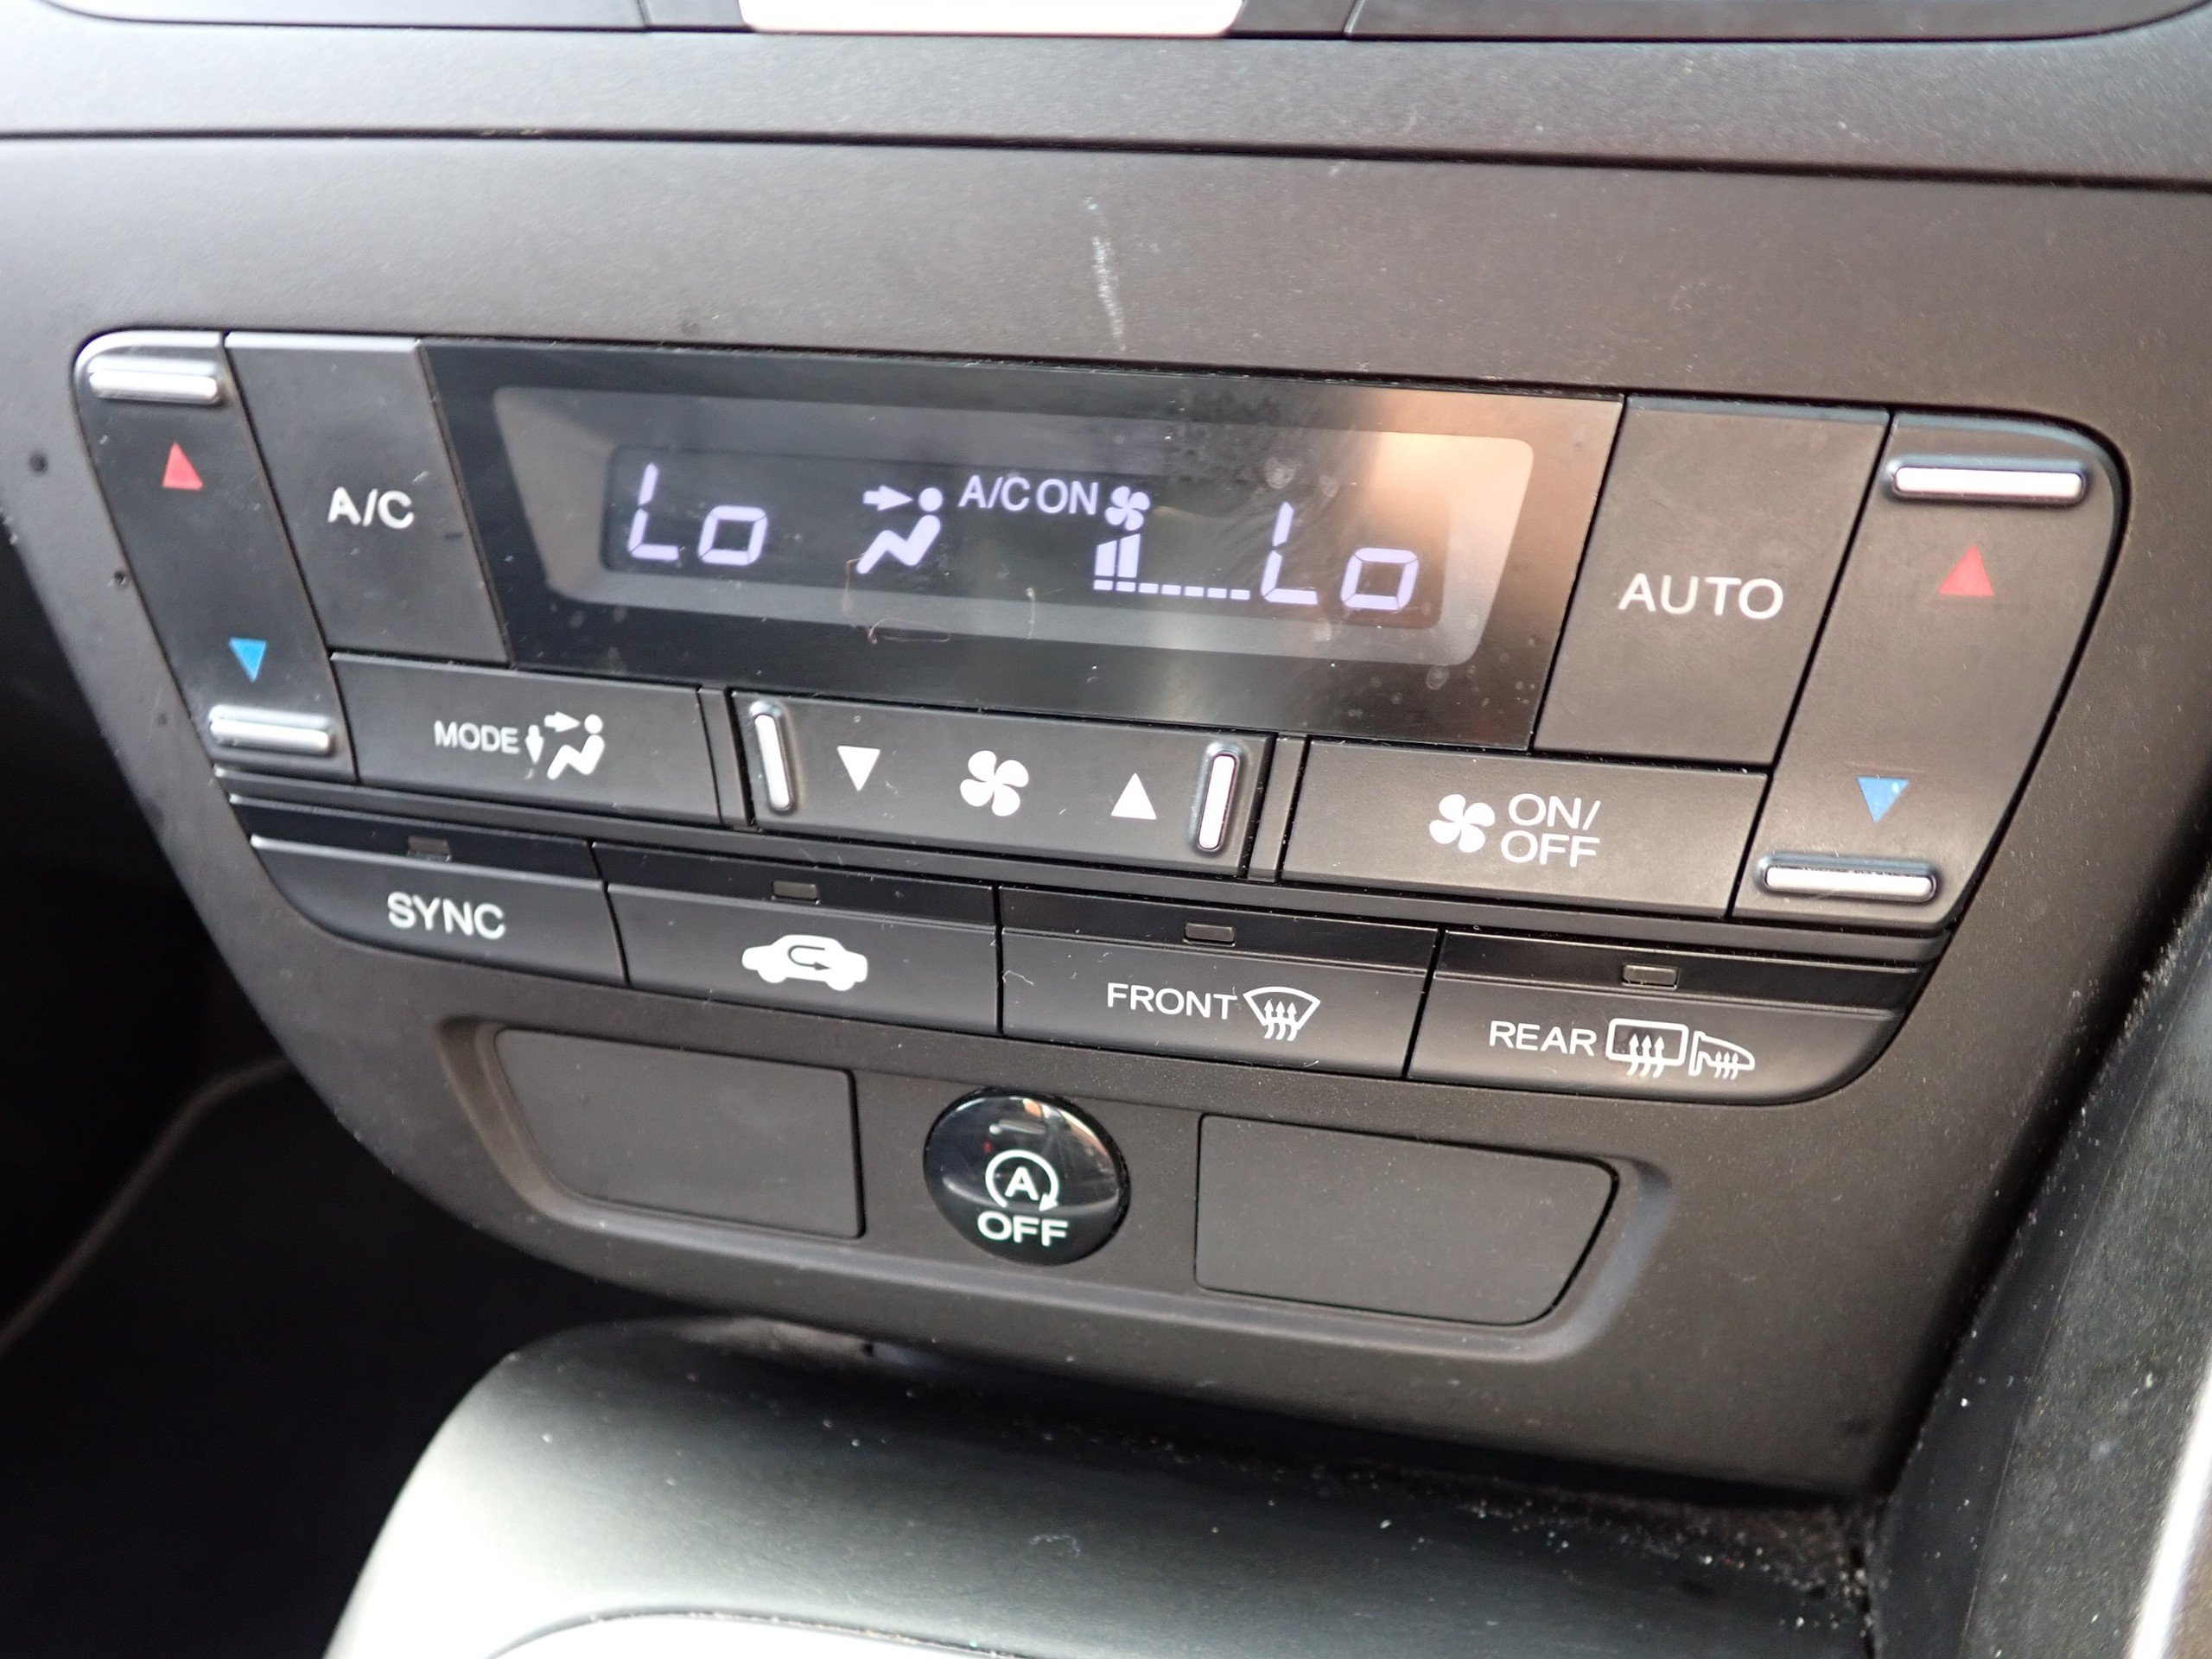 Lo A/C ON Lo
A/C
AUTO
MODE
ON/
OFF
SYNC
FRONT
REAR
A
OFF